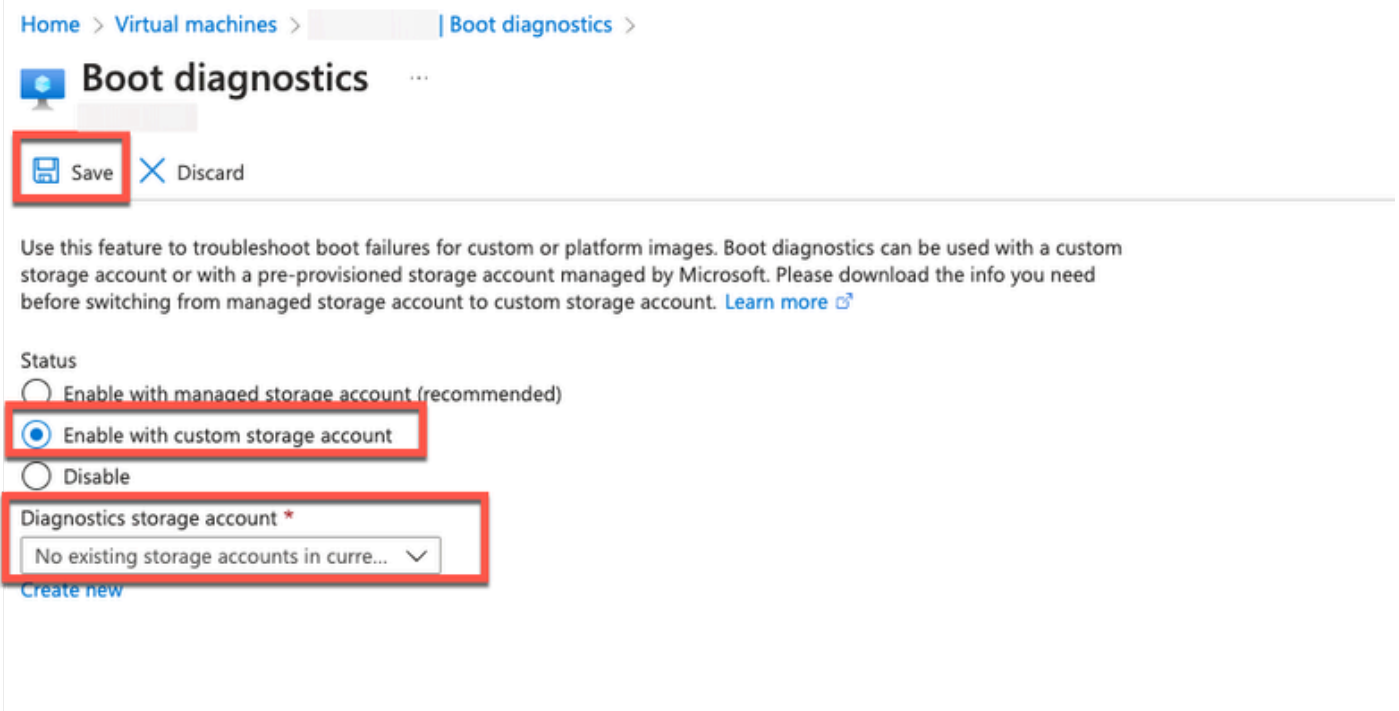 Home > Virtual machines > | Boot diagnostics >
Boot diagnostics ...
Save Discard
Use this feature to troubleshoot boot failures for custom or platform images. Boot diagnostics can be used with a custom
storage account or with a pre-provisioned storage account managed by Microsoft. Please download the info you need
before switching from managed storage account to custom storage account. Learn more
Status
Enable with managed storage account (recommended)
Enable with custom storage account
Disable
Diagnostics storage account *
No existing storage accounts in curre...
Create new